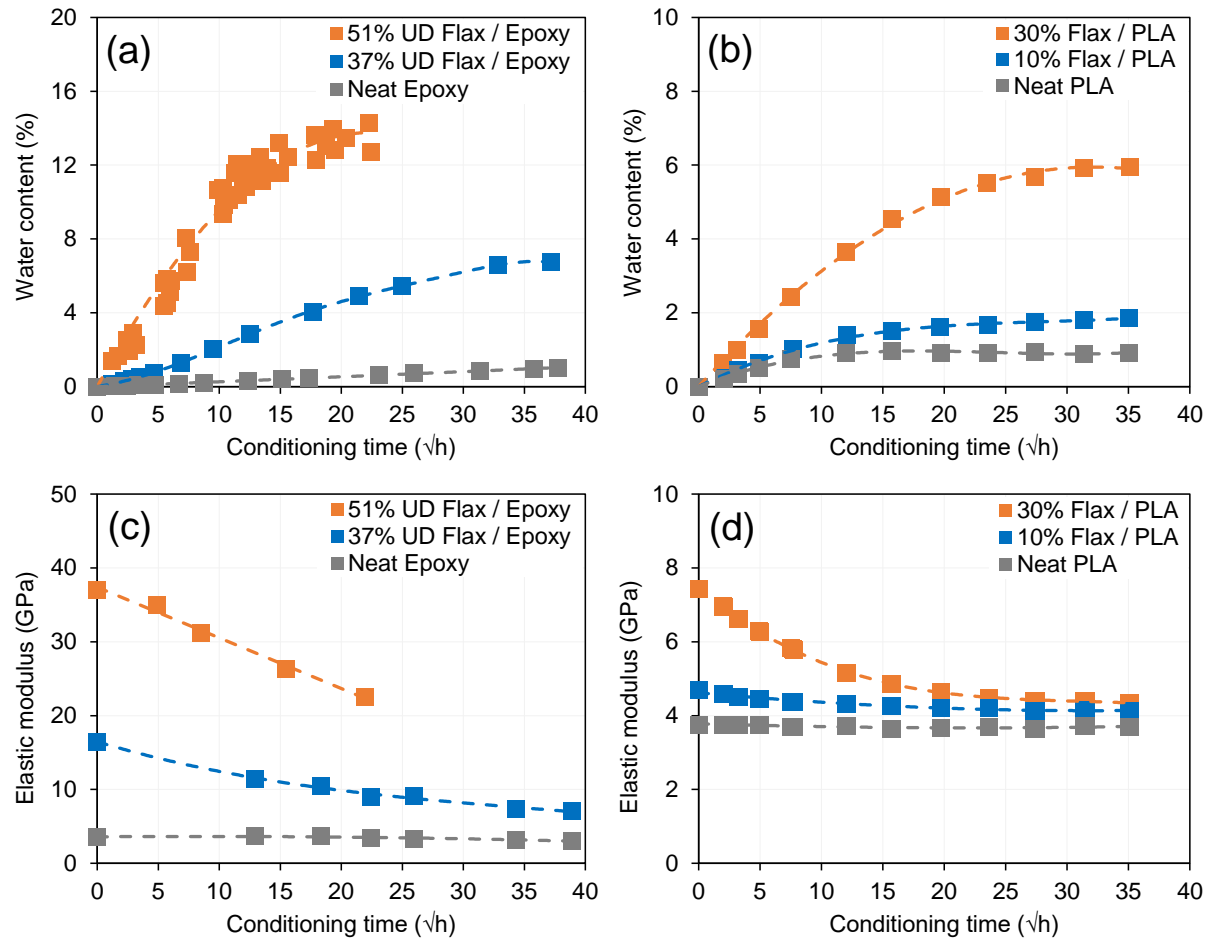 (a)
51% UD Flax / Epoxy
37% UD Flax / Epoxy
Neat Epoxy
Water content (%)
20
16
12
8
4
0
0 5 10 15 20 25 30 35 40
Conditioning time (√h)
(b)
30% Flax / PLA
10% Flax / PLA
Neat PLA
Water content (%)
10
8
6
4
2
0
0 5 10 15 20 25 30 35 40
Conditioning time (√h)
(c)
51% UD Flax / Epoxy
37% UD Flax / Epoxy
Neat Epoxy
Elastic modulus (GPa)
50
40
30
20
10
0
0 5 10 15 20 25 30 35 40
Conditioning time (√h)
(d)
30% Flax / PLA
10% Flax / PLA
Neat PLA
Elastic modulus (GPa)
10
8
6
4
2
0
0 5 10 15 20 25 30 35 40
Conditioning time (√h)